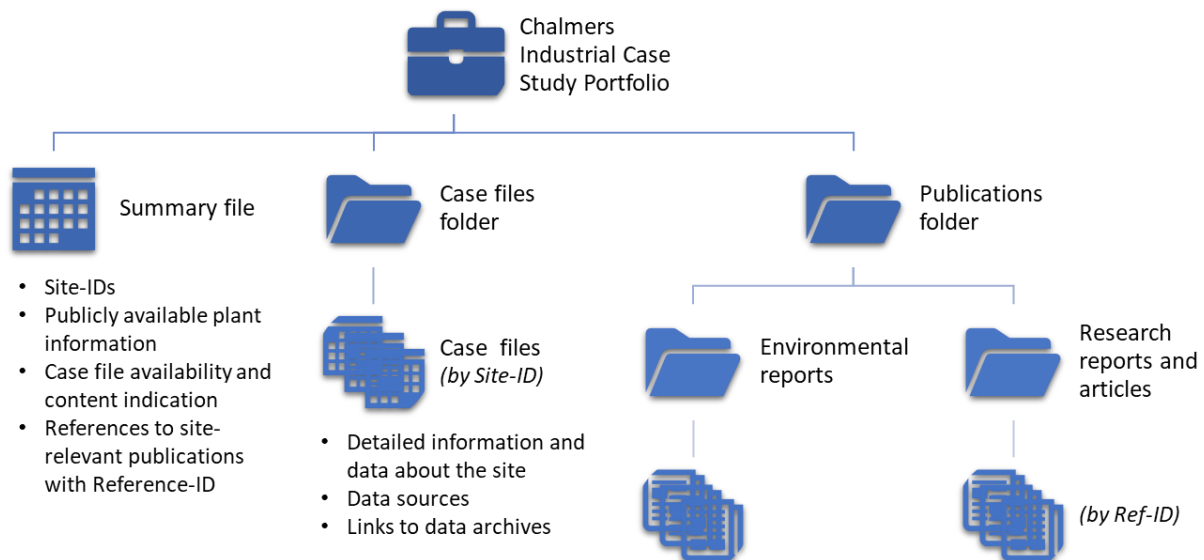 Chalmers
Industrial Case
Study Portfolio
Summary file
Case files
folder
Publications
folder
• Site-IDs
• Publicly available plant
information
• Case file availability and
content indication
• References to site-
relevant publications
with Reference-ID
Case files
(by Site-ID)
• Detailed information and
data about the site
• Data sources
• Links to data archives
Environmental
reports
Research
reports and
articles
(by Ref-ID)